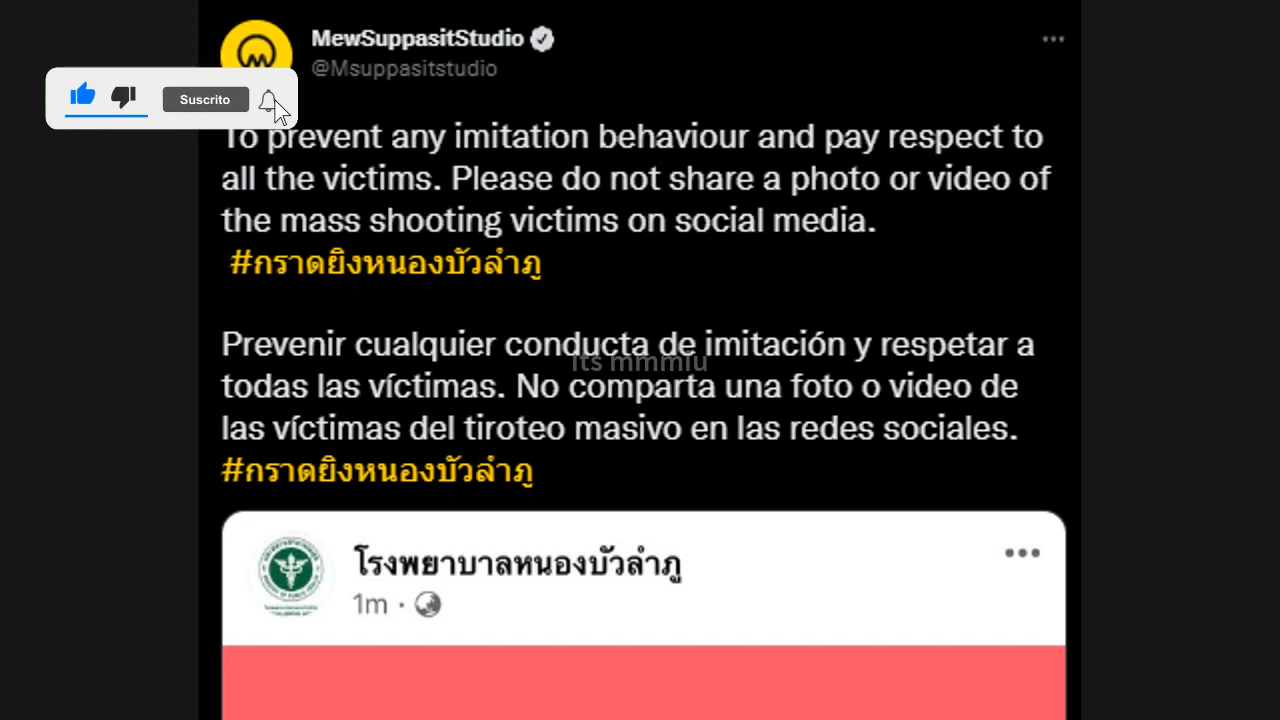 MewSuppasitStudio
@Msuppasitstudio
Suscrito
To prevent any imitation behaviour and pay respect to
all the victims. Please do not share a photo or video of
the mass shooting victims on social media.
#กราดยิงหนองบัวลำภู
Prevenir cualquier conducta de imitación y respetar a
its mmmiu
todas las víctimas. No comparta una foto o video de
las víctimas del tiroteo masivo en las redes sociales.
#กราดยิงหนองบัวลำภู
โรงพยาบาลหนองบัวลำภู
1m ·